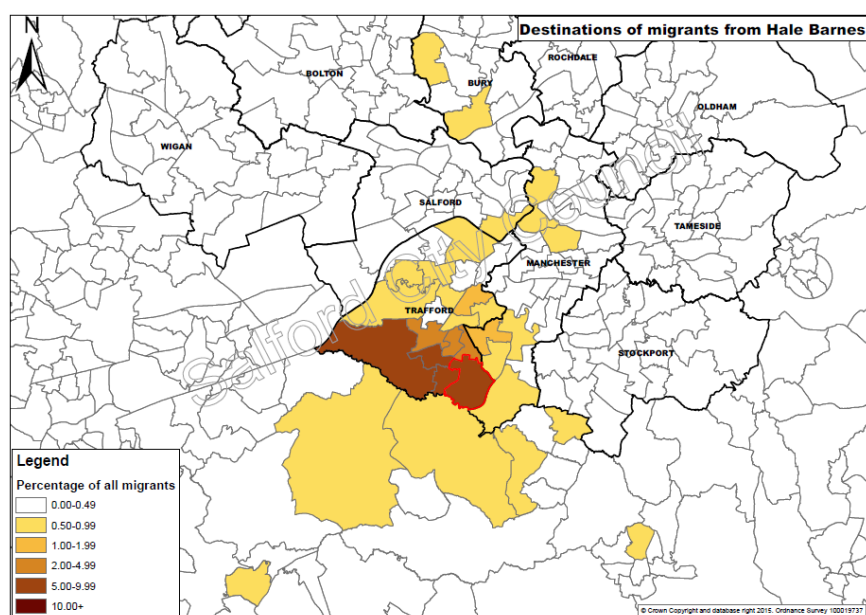 Destinations of migrants from Hale Barnes
N
ROCHDALE
BOLTON
BURY
OLDHAM
WIGAN
SALFORD
TAMESIDE
MANCHESTER
TRAFFORD
STOCKPORT
Salford City Council
Legend
Percentage of all migrants
0.00-0.49
0.50-0.99
1.00-1.99
2.00-4.99
5.00-9.99
10.00+
© Crown Copyright and database right 2015. Ordnance Survey 100019737